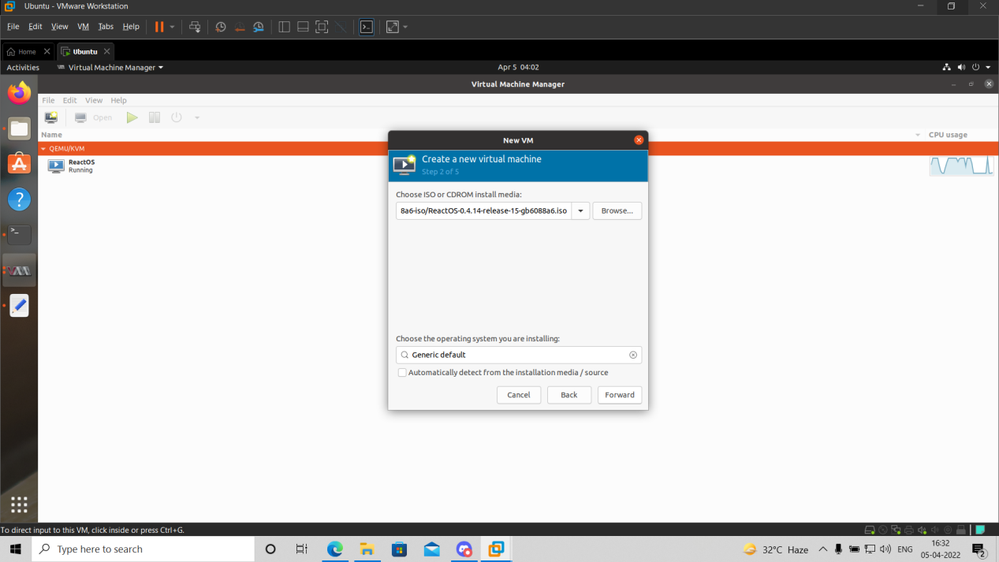 Ubuntu - VMware Workstation
File Edit View VM Tabs Help
Home Ubuntu
Activities Virtual Machine Manager Apr 5 04:02
Virtual Machine Manager
File Edit View Help
Open
Name CPU usage
QEMU/KVM
ReactOS
Running
New VM
Create a new virtual machine
Step 2 of 5
Choose ISO or CDROM install media:
8a6-iso/ReactOS-0.4.14-release-15-gb6088a6.iso Browse...
Choose the operating system you are installing:
Generic default
Automatically detect from the installation media / source
Cancel Back Forward
To direct input to this VM, click inside or press Ctrl+G.
Type here to search
32°C Haze ENG
16:32
05-04-2022
2